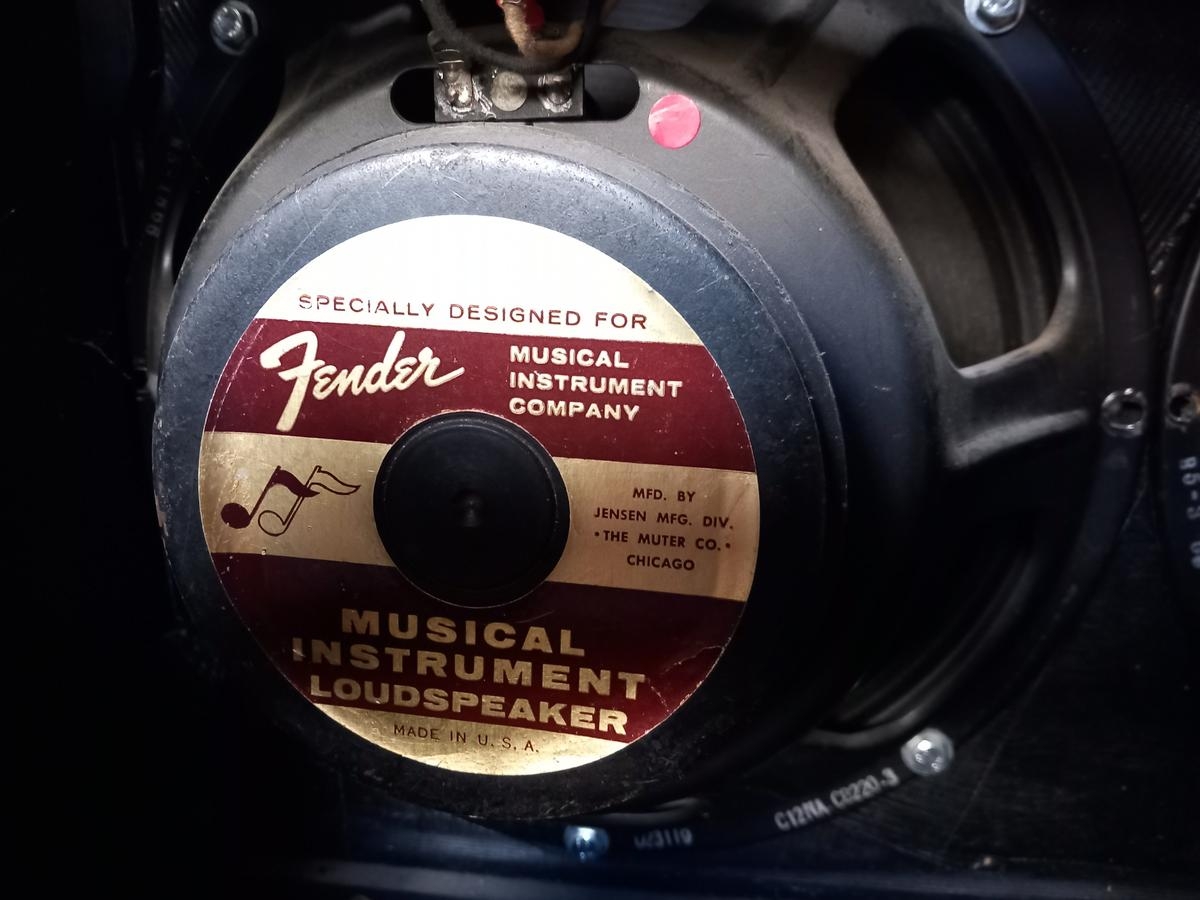 SPECIALLY DESIGNED FOR
Fender
MUSICAL
INSTRUMENT
COMPANY
MFD. BY
JENSEN MFG. DIV.
•THE MUTER CO.•
CHICAGO
MUSICAL
INSTRUMENT
LOUDSPEAKER
MADE IN U. S. A.
C12NA C8220-3